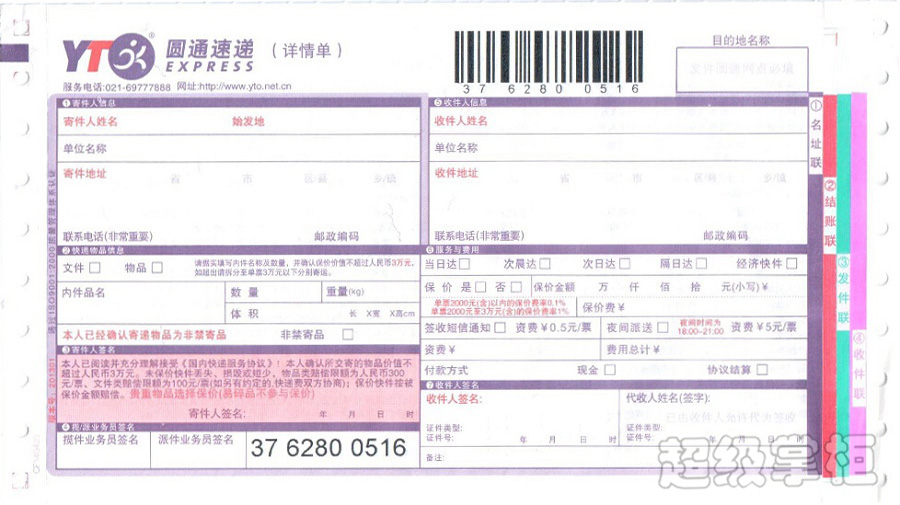 YTO 圆通速递 (详情单)
EXPRESS
服务电话:021-69777888 网址:http://www.yto.net.cn
37 6280 0516
目的地名称
发件圆通网点必填
❶寄件人信息
寄件人姓名 始发地
单位名称
寄件地址 省 市 区/县 乡/镇
联系电话(非常重要) 邮政编码
❺收件人信息
收件人姓名
单位名称
收件地址 省 市 区/县 乡/镇
联系电话(非常重要) 邮政编码
❷快递物品信息
文件 □ 物品 □ 请据实填写内件名称及数量,并确认保价价值不超过人民币3万元,
如超出请拆分至单票3万元以下分别寄递。
内件品名 数 量 重量(kg)
体 积 长 X宽 X高cm
本人已经确认寄递物品为非禁寄品 非禁寄品 □
❸寄件人签名
本人已阅读并充分理解接受《国内快递服务协议》!本人确认所交寄的物品价值不
超过人民币3万元。未保价快件丢失、损毁或短少,物品类赔偿限额为人民币300
元/票、文件类赔偿限额为100元/票(如另有约定的,快递费双方协商);保价快件按被
保价金额赔偿。贵重物品选择保价(易碎品不参与保价)
寄件人签名: 年 月 日 时
❹揽/派业务员签名
揽件业务员签名 派件业务员签名 37 6280 0516
❻服务与费用
当日达□ 次晨达 □ 次日达 □ 隔日达 □ 经济快件 □
保 价 是□ 否 □ 保价金额 万 仟 佰 拾 元(小写)¥
单票2000元(含)以内的保价费率0.1%
单票2000元至3万元(含)的保价费率1% 保价费¥
签收短信通知 □ 资费¥0.5元/票 夜间派送 □ 夜间时间为
18:00-21:00 资费¥5元/票
资费¥ 费用总计¥
付款方式 现金 □ 协议结算 □
❼收件人签名
收件人签名: 代收人姓名(签字):
已由收件人允许代为签收
证件类型: 证件类型:
证件号: 年 月 日 时 证件号: 年 月 日 时
备注:
①名址联
②结账联
③发件联
④收件联
通过ISO9001:2000质量管理体系认证
版本号: 201301
超级掌柜